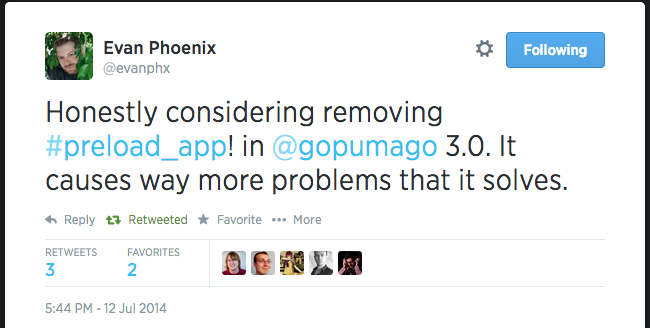 Evan Phoenix
@evanphx
Following
Honestly considering removing
#preload_app! in @gopumago 3.0. It
causes way more problems that it solves.
Reply Retweeted Favorite More
RETWEETS FAVORITES
3 2
5:44 PM - 12 Jul 2014